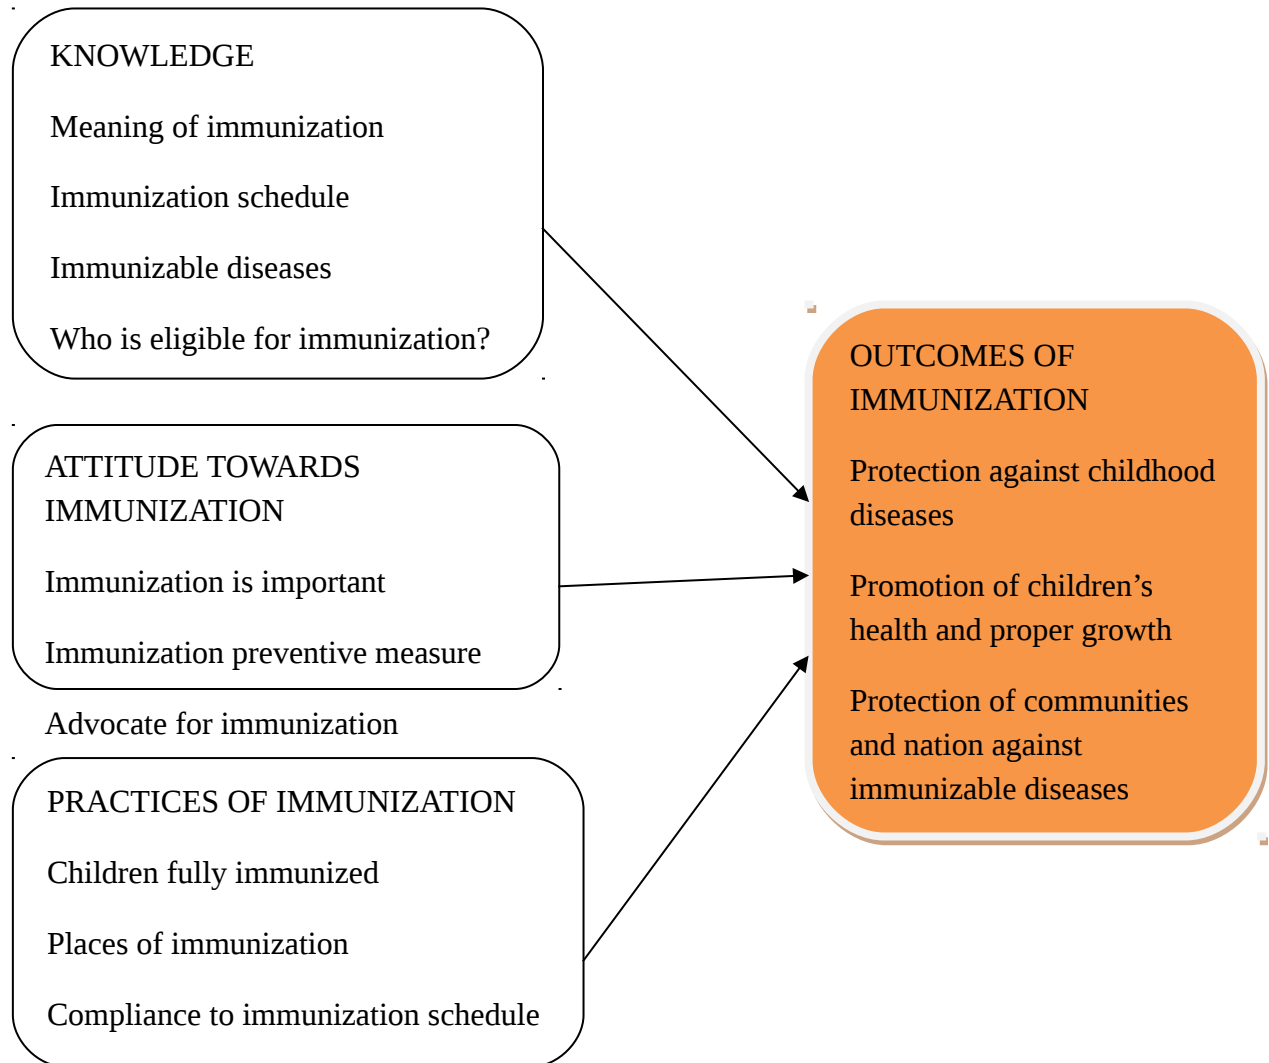 KNOWLEDGE
Meaning of immunization
Immunization schedule
Immunizable diseases
Who is eligible for immunization?
ATTITUDE TOWARDS
IMMUNIZATION
Immunization is important
Immunization preventive measure
Advocate for immunization
PRACTICES OF IMMUNIZATION
Children fully immunized
Places of immunization
Compliance to immunization schedule
OUTCOMES OF
IMMUNIZATION
Protection against childhood
diseases
Promotion of children’s
health and proper growth
Protection of communities
and nation against
immunizable diseases